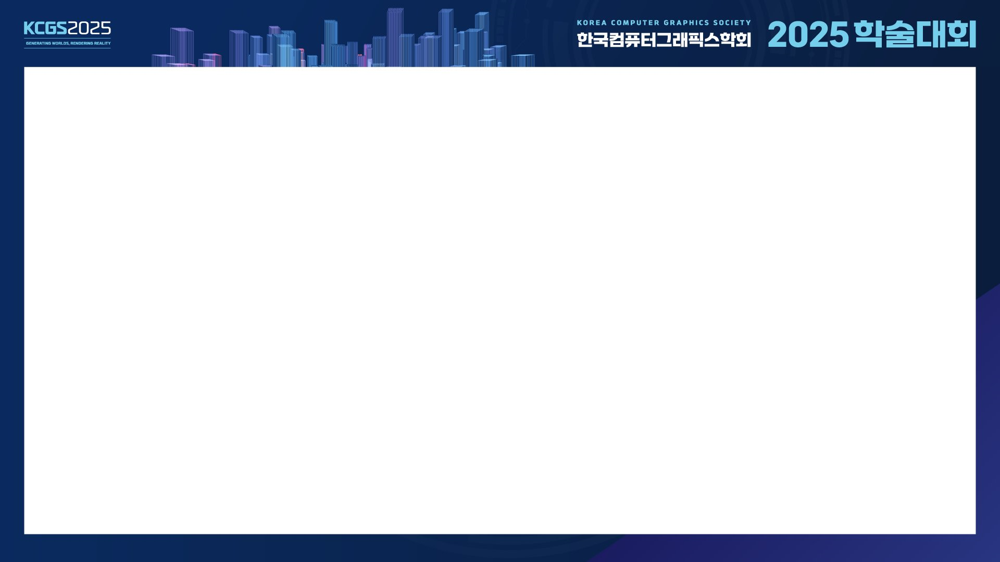 KCGS2025
GENERATING WORLDS, RENDERING REALITY
KOREA COMPUTER GRAPHICS SOCIETY
한국컴퓨터그래픽스학회
2025 학술대회